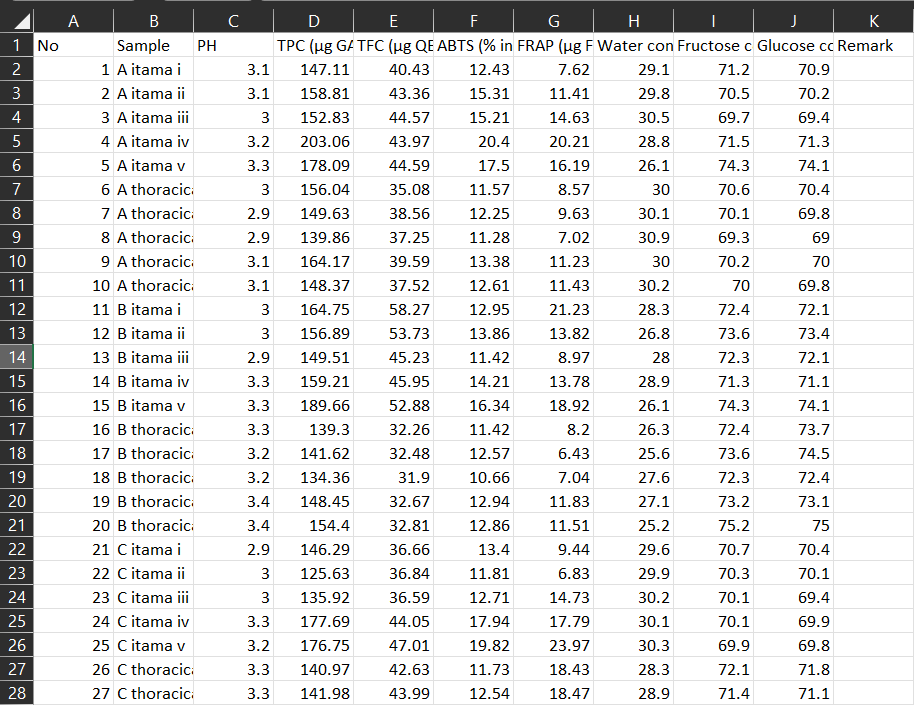 A B C D E F G H I J K
1 No Sample PH TPC (µg GA TFC (µg QE ABTS (% in FRAP (µg F Water con Fructose c Glucose cc Remark
2 1 A itama i 3.1 147.11 40.43 12.43 7.62 29.1 71.2 70.9
3 2 A itama ii 3.1 158.81 43.36 15.31 11.41 29.8 70.5 70.2
4 3 A itama iii 3 152.83 44.57 15.21 14.63 30.5 69.7 69.4
5 4 A itama iv 3.2 203.06 43.97 20.4 20.21 28.8 71.5 71.3
6 5 A itama v 3.3 178.09 44.59 17.5 16.19 26.1 74.3 74.1
7 6 A thoracica 3 156.04 35.08 11.57 8.57 30 70.6 70.4
8 7 A thoracica 2.9 149.63 38.56 12.25 9.63 30.1 70.1 69.8
9 8 A thoracica 2.9 139.86 37.25 11.28 7.02 30.9 69.3 69
10 9 A thoracica 3.1 164.17 39.59 13.38 11.23 30 70.2 70
11 10 A thoracica 3.1 148.37 37.52 12.61 11.43 30.2 70 69.8
12 11 B itama i 3 164.75 58.27 12.95 21.23 28.3 72.4 72.1
13 12 B itama ii 3 156.89 53.73 13.86 13.82 26.8 73.6 73.4
14 13 B itama iii 2.9 149.51 45.23 11.42 8.97 28 72.3 72.1
15 14 B itama iv 3.3 159.21 45.95 14.21 13.78 28.9 71.3 71.1
16 15 B itama v 3.3 189.66 52.88 16.34 18.92 26.1 74.3 74.1
17 16 B thoracica 3.3 139.3 32.26 11.42 8.2 26.3 72.4 73.7
18 17 B thoracica 3.2 141.62 32.48 12.57 6.43 25.6 73.6 74.5
19 18 B thoracica 3.2 134.36 31.9 10.66 7.04 27.6 72.3 72.4
20 19 B thoracica 3.4 148.45 32.67 12.94 11.83 27.1 73.2 73.1
21 20 B thoracica 3.4 154.4 32.81 12.86 11.51 25.2 75.2 75
22 21 C itama i 2.9 146.29 36.66 13.4 9.44 29.6 70.7 70.4
23 22 C itama ii 3 125.63 36.84 11.81 6.83 29.9 70.3 70.1
24 23 C itama iii 3 135.92 36.59 12.71 14.73 30.2 70.1 69.4
25 24 C itama iv 3.3 177.69 44.05 17.94 17.79 30.1 70.1 69.9
26 25 C itama v 3.2 176.75 47.01 19.82 23.97 30.3 69.9 69.8
27 26 C thoracica 3.3 140.97 42.63 11.73 18.43 28.3 72.1 71.8
28 27 C thoracica 3.3 141.98 43.99 12.54 18.47 28.9 71.4 71.1